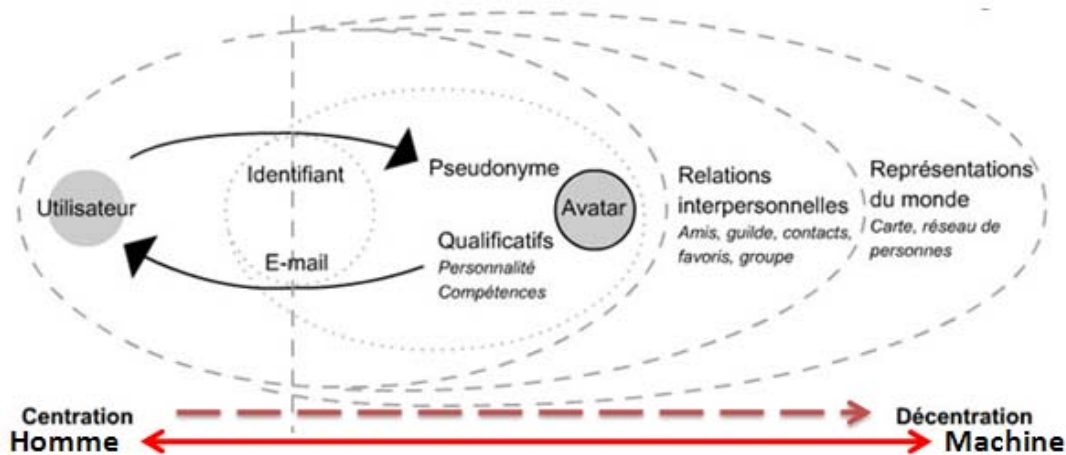 Utilisateur
Identifiant
E-mail
Pseudonyme
Qualificatifs
Personnalité
Compétences
Avatar
Relations
interpersonnelles
Amis, guilde, contacts,
favoris, groupe
Représentations
du monde
Carte, réseau de
personnes
Centration
Décentration
Homme
Machine